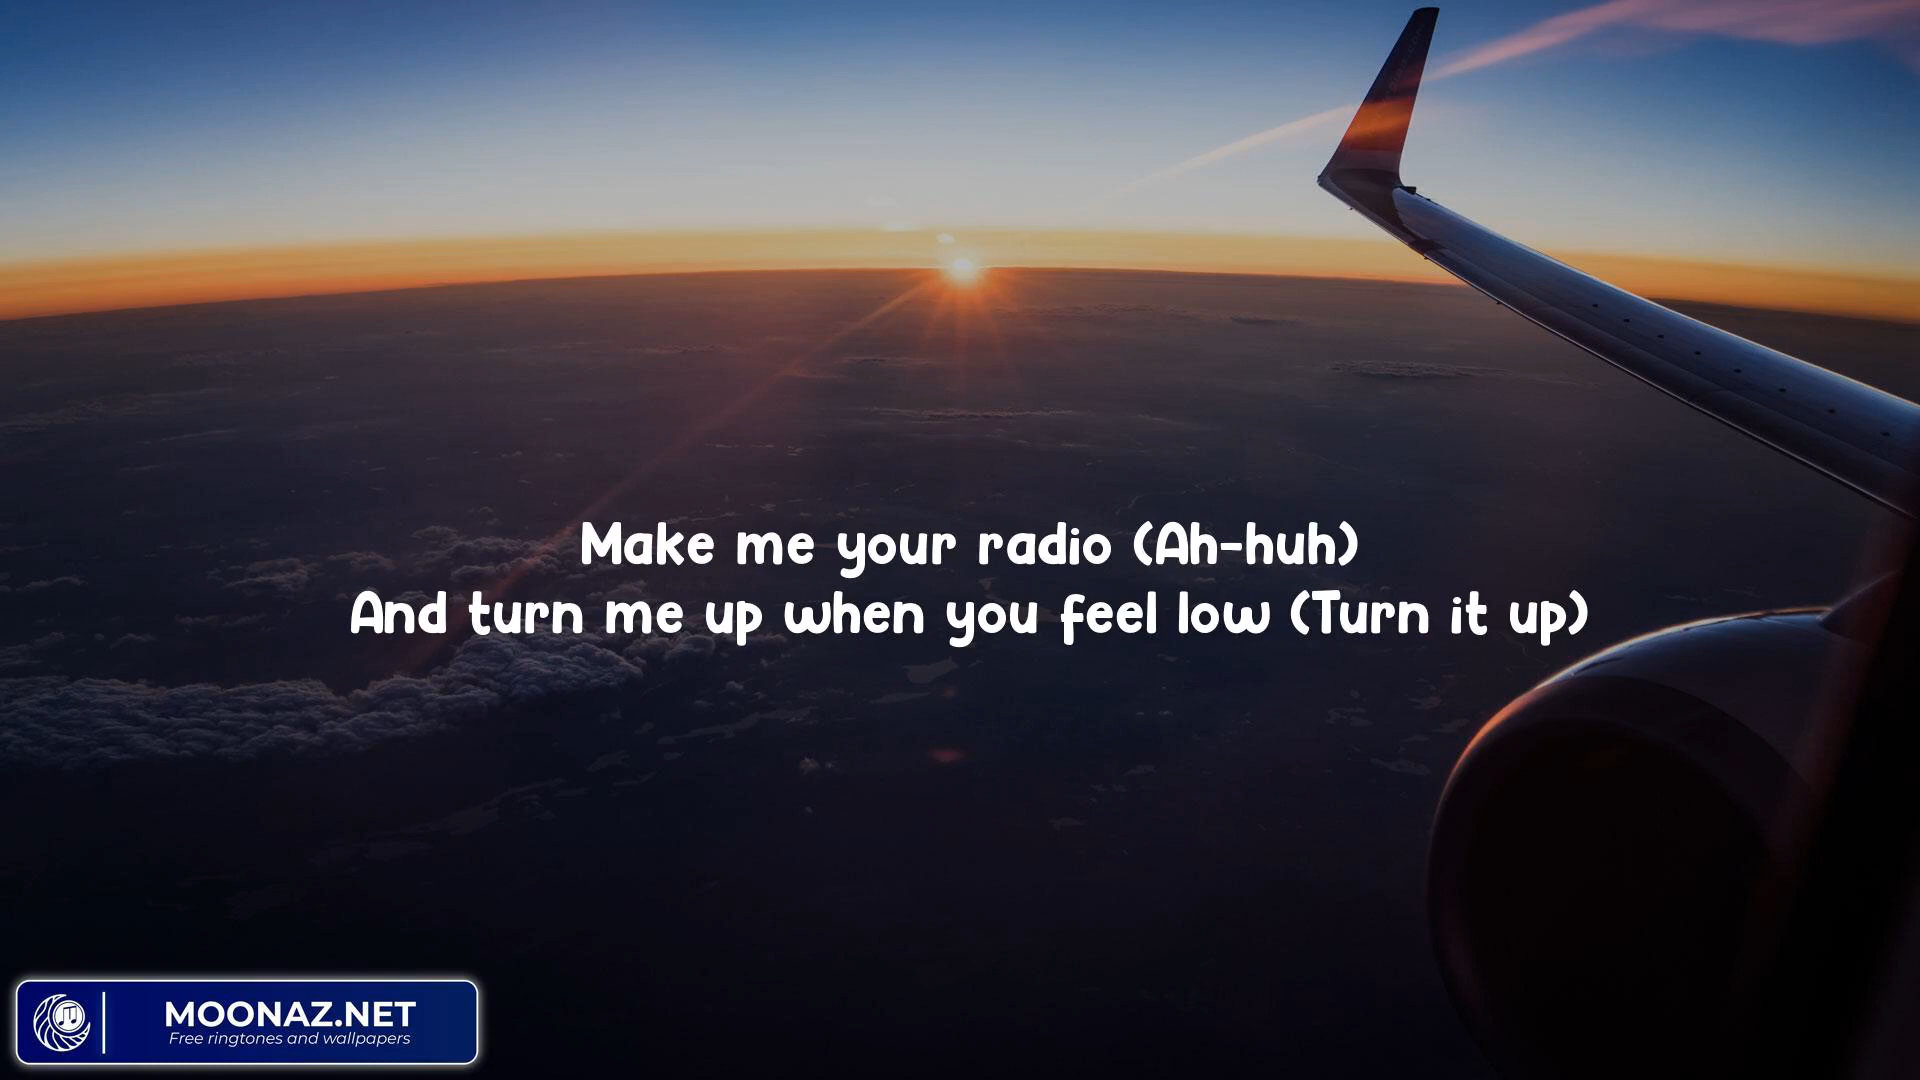 Make me your radio (Ah-huh)
And turn me up when you feel low (Turn it up)
MOONAZ.NET
Free ringtones and wallpapers